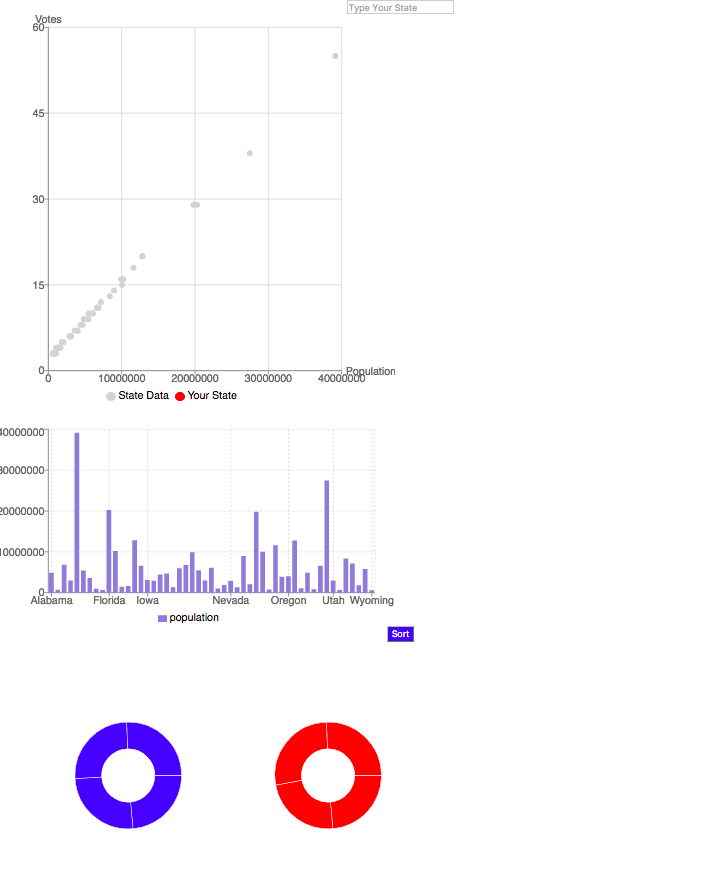 Type Your State
Votes
60
45
30
15
0
0 10000000 20000000 30000000 40000000 Population
State Data Your State
40000000
30000000
20000000
10000000
0
Alabama Florida Iowa Nevada Oregon Utah Wyoming
population
Sort